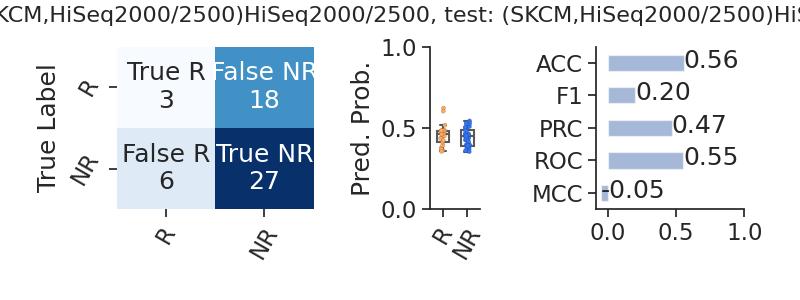 KCM,HiSeq2000/2500)HiSeq2000/2500, test: (SKCM,HiSeq2000/2500)HiS
True Label
R
NR
True R
3
False NR
18
False R
6
True NR
27
R
NR
Pred. Prob.
1.0
0.5
0.0
R
NR
ACC
0.56
F1
0.20
PRC
0.47
ROC
0.55
MCC
-0.05
0.0
0.5
1.0